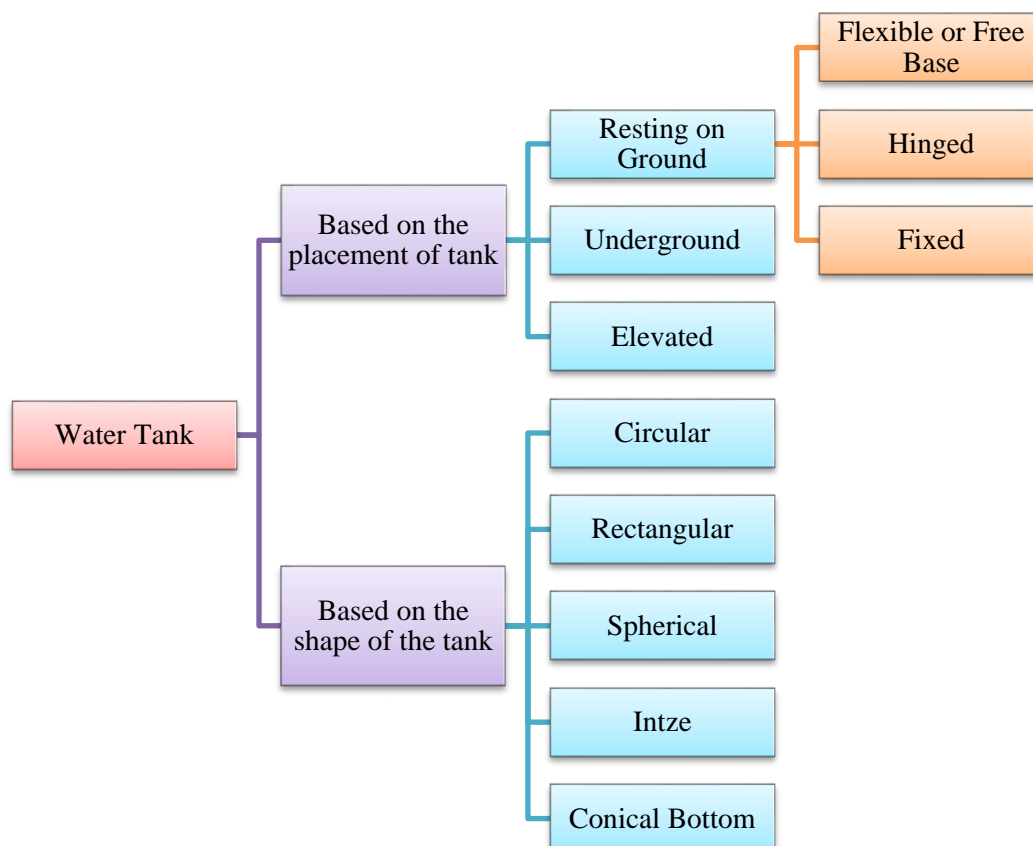 Water Tank
Based on the
placement of tank
Resting on
Ground
Flexible or Free
Base
Hinged
Fixed
Underground
Elevated
Based on the
shape of the tank
Circular
Rectangular
Spherical
Intze
Conical Bottom